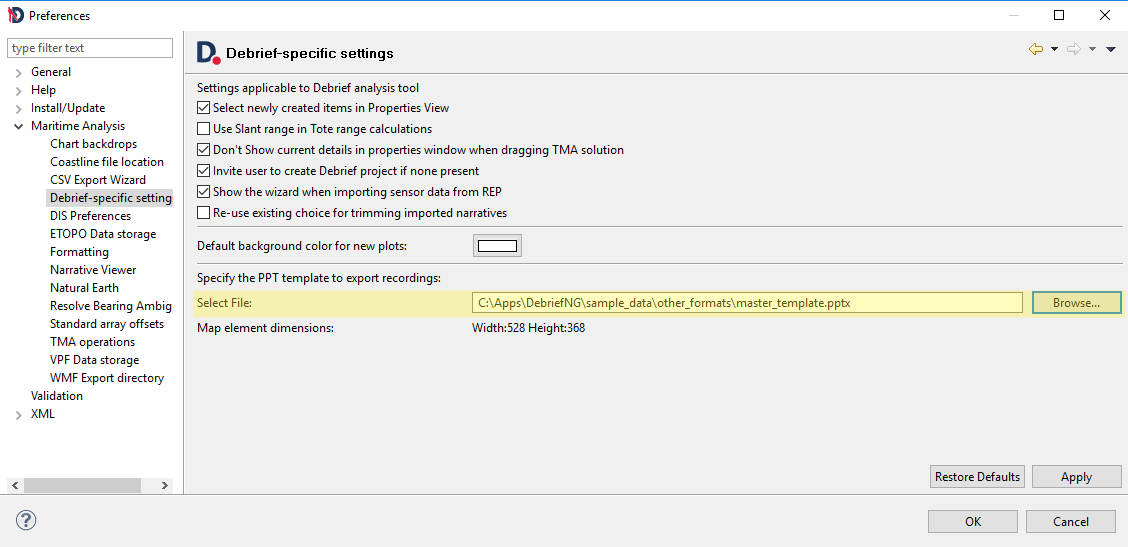 Preferences
type filter text
General
Help
Install/Update
Maritime Analysis
Chart backdrops
Coastline file location
CSV Export Wizard
Debrief-specific setting
DIS Preferences
ETOPO Data storage
Formatting
Narrative Viewer
Natural Earth
Resolve Bearing Ambig
Standard array offsets
TMA operations
VPF Data storage
WMF Export directory
Validation
XML
D. Debrief-specific settings
Settings applicable to Debrief analysis tool
Select newly created items in Properties View
Use Slant range in Tote range calculations
Don't Show current details in properties window when dragging TMA solution
Invite user to create Debrief project if none present
Show the wizard when importing sensor data from REP
Re-use existing choice for trimming imported narratives
Default background color for new plots:
Specify the PPT template to export recordings:
Select File: C:\Apps\DebriefNG\sample_data\other_formats\master_template.pptx Browse...
Map element dimensions: Width:528 Height:368
Restore Defaults Apply
? OK Cancel